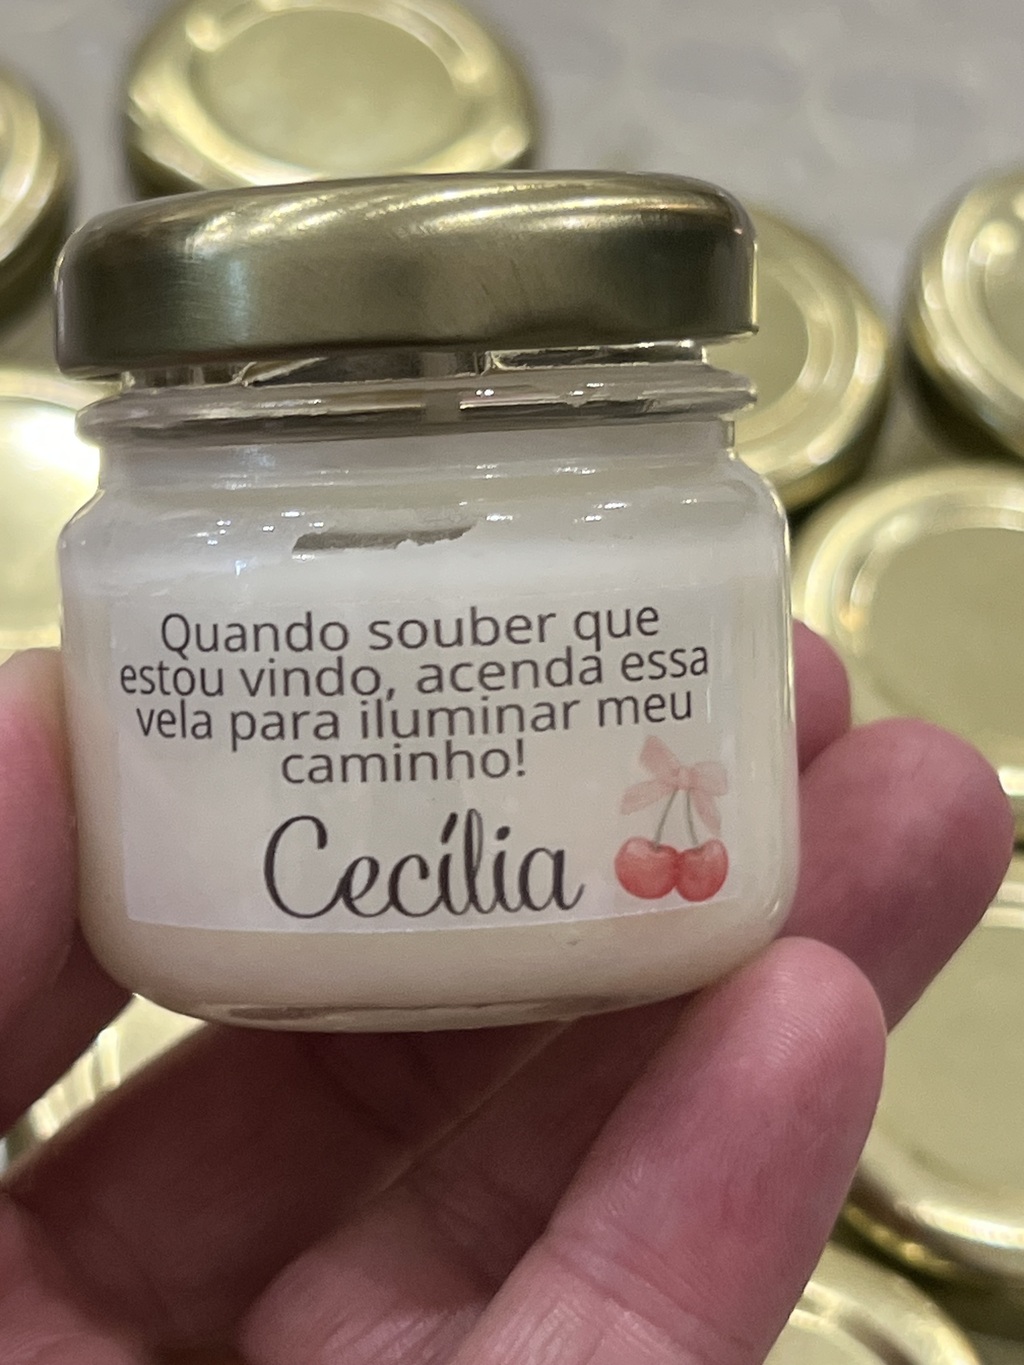 Quando souber que
estou vindo, acenda essa
vela para iluminar meu
caminho!
Cecília